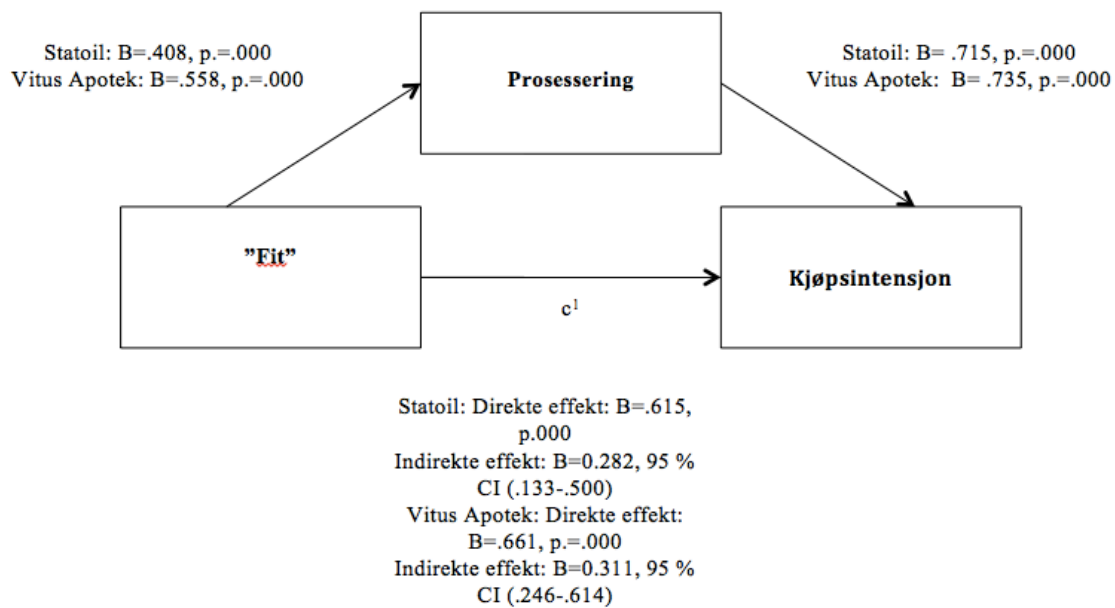 Statoil: B=.408, p.=.000
Vitus Apotek: B=.558, p.=.000
Prosessering
Statoil: B= .715, p.=.000
Vitus Apotek:  B= .735, p.=.000
”Fit”
c¹
Kjøpsintensjon
Statoil: Direkte effekt: B=.615,
p.000
Indirekte effekt: B=0.282, 95 %
CI (.133-.500)
Vitus Apotek: Direkte effekt:
B=.661, p.=.000
Indirekte effekt: B=0.311, 95 %
CI (.246-.614)